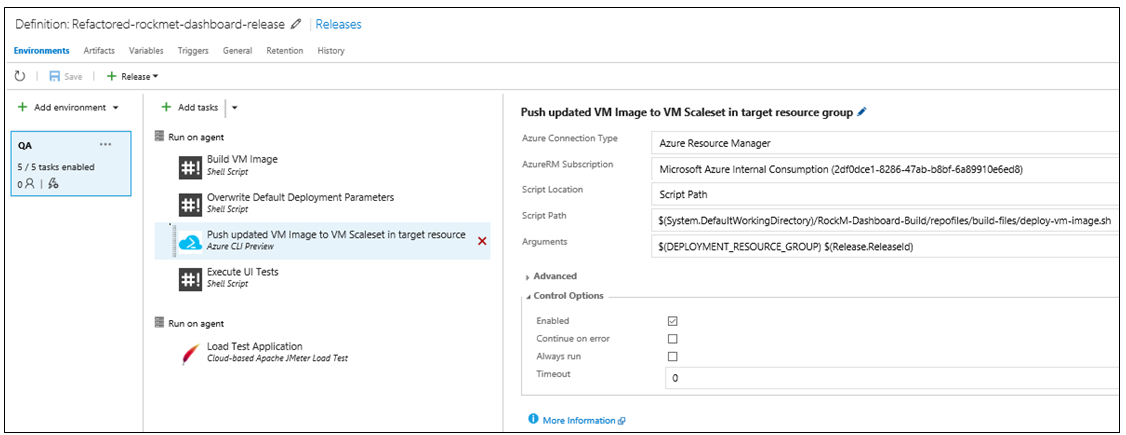 Definition: Refactored-rockmet-dashboard-release | Releases
Environments Artifacts Variables Triggers General Retention History
Save + Release
+ Add environment
QA ...
5 / 5 tasks enabled
0
+ Add tasks
Run on agent
Build VM Image
Shell Script
Overwrite Default Deployment Parameters
Shell Script
Push updated VM Image to VM Scaleset in target resource
Azure CLI Preview
Execute UI Tests
Shell Script
Run on agent
Load Test Application
Cloud-based Apache JMeter Load Test
Push updated VM Image to VM Scaleset in target resource group
Azure Connection Type Azure Resource Manager
AzureRM Subscription Microsoft Azure Internal Consumption (2df0dce1-8286-47ab-b8bf-6a89910e6ed8)
Script Location Script Path
Script Path $(System.DefaultWorkingDirectory)/RockM-Dashboard-Build/repofiles/build-files/deploy-vm-image.sh
Arguments $(DEPLOYMENT_RESOURCE_GROUP) $(Release.ReleaseId)
Advanced
Control Options
Enabled
Continue on error
Always run
Timeout 0
More Information